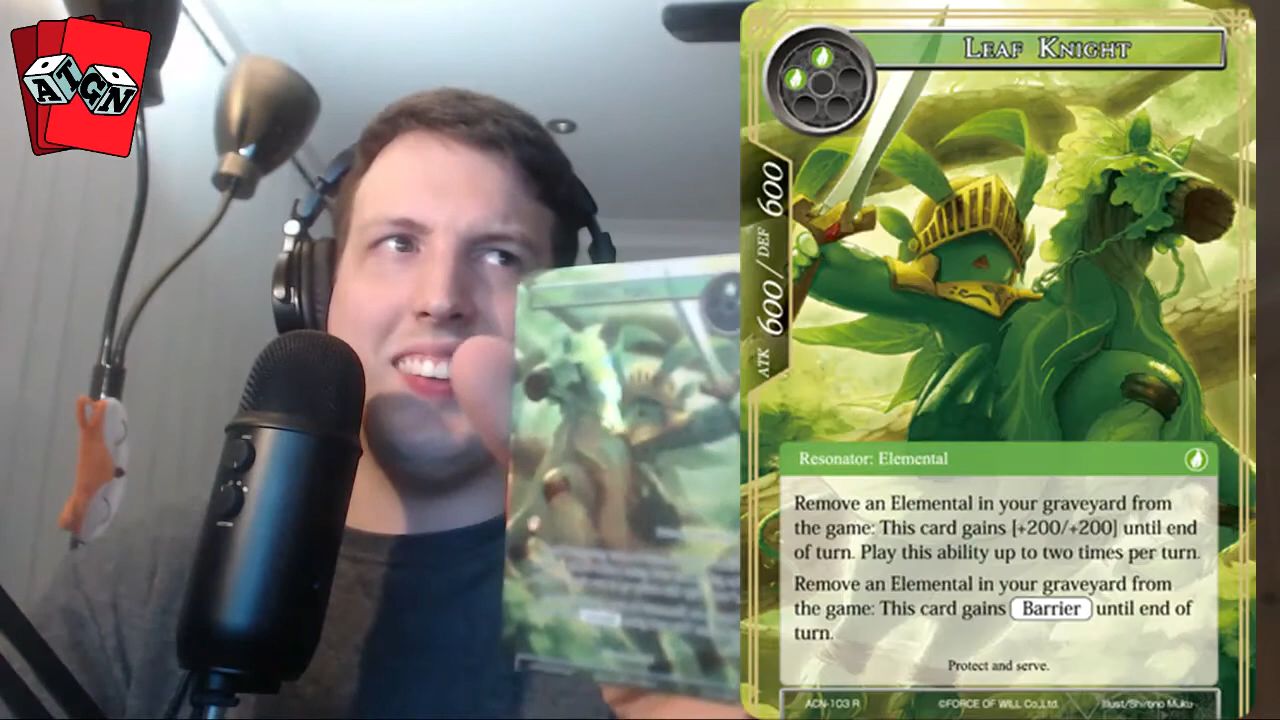 ATGN
LEAF KNIGHT
ATK 600 / DEF 600
Resonator: Elemental
Remove an Elemental in your graveyard from
the game: This card gains [+200/+200] until end
of turn. Play this ability up to two times per turn.
Remove an Elemental in your graveyard from
the game: This card gains Barrier until end of
turn.
Protect and serve.
ACN-103 R
©FORCE OF WILL Co.,Ltd.
Illust/Shirono Muku